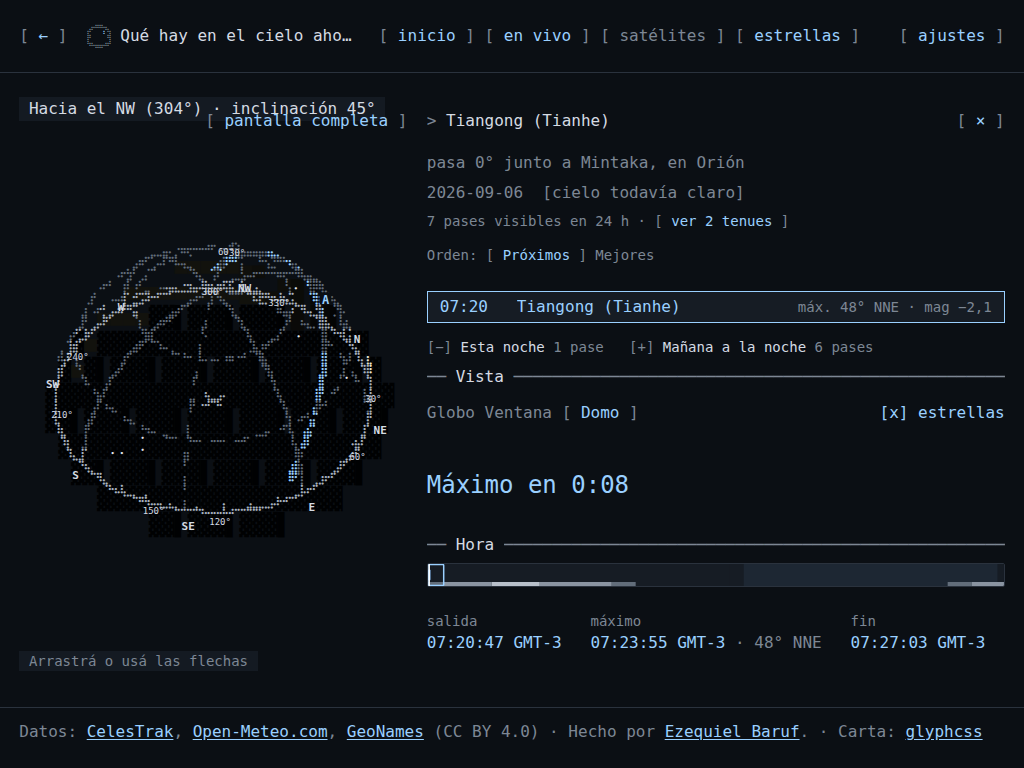 [ ← ] Qué hay en el cielo aho… [ inicio ] [ en vivo ] [ satélites ] [ estrellas ] [ ajustes ]
Hacia el NW (304°) · inclinación 45°
[ pantalla completa ]
> Tiangong (Tianhe) [ × ]
pasa 0° junto a Mintaka, en Orión
2026-09-06 [cielo todavía claro]
7 pases visibles en 24 h · [ ver 2 tenues ]
Orden: [ Próximos ] Mejores
07:20 Tiangong (Tianhe) máx. 48° NNE · mag −2,1
[−] Esta noche 1 pase [+] Mañana a la noche 6 pases
Vista
Globo Ventana [ Domo ] [x] estrellas
Máximo en 0:08
Hora
salida máximo fin
07:20:47 GMT-3 07:23:55 GMT-3 · 48° NNE 07:27:03 GMT-3
NW
300°
330°
A
W
N
240°
SW
30°
210°
NE
60°
S
E
150°
SE
120°
Arrastrá o usá las flechas
Datos: CelesTrak, Open-Meteo.com, GeoNames (CC BY 4.0) · Hecho por Ezequiel Baruf. · Carta: glyphcss